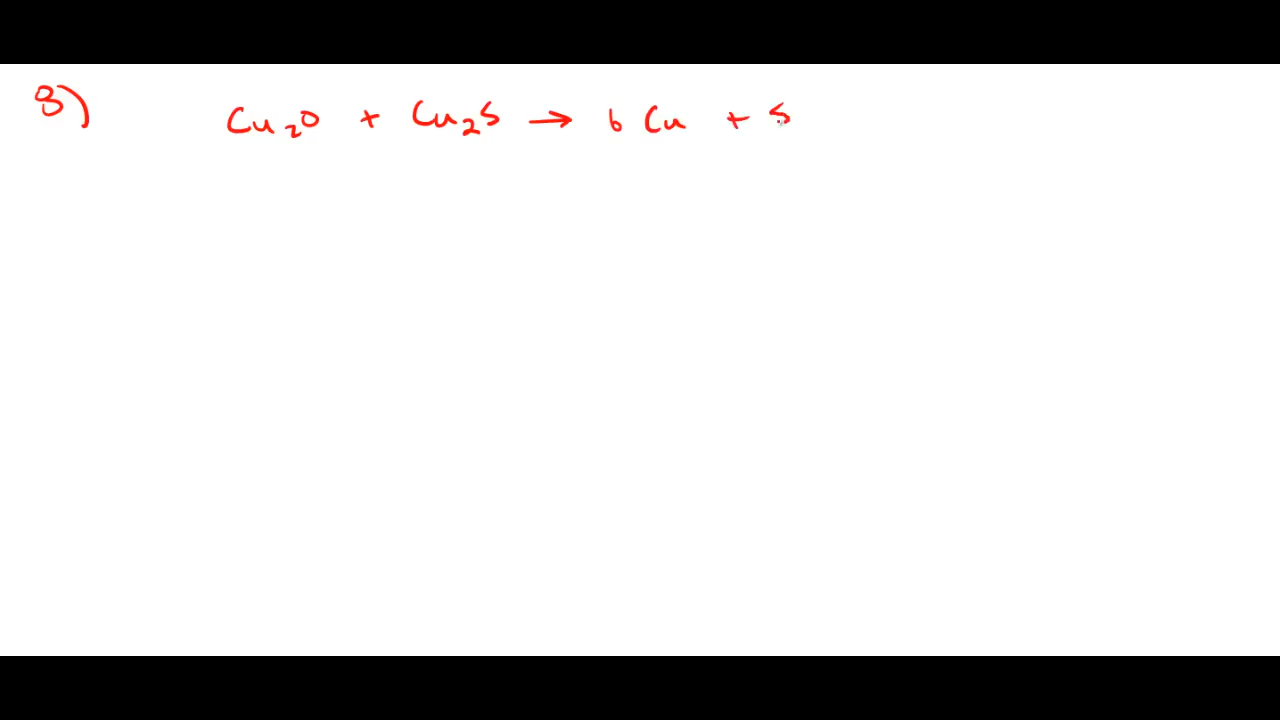 8) Cu₂O + Cu₂S → 6 Cu + S